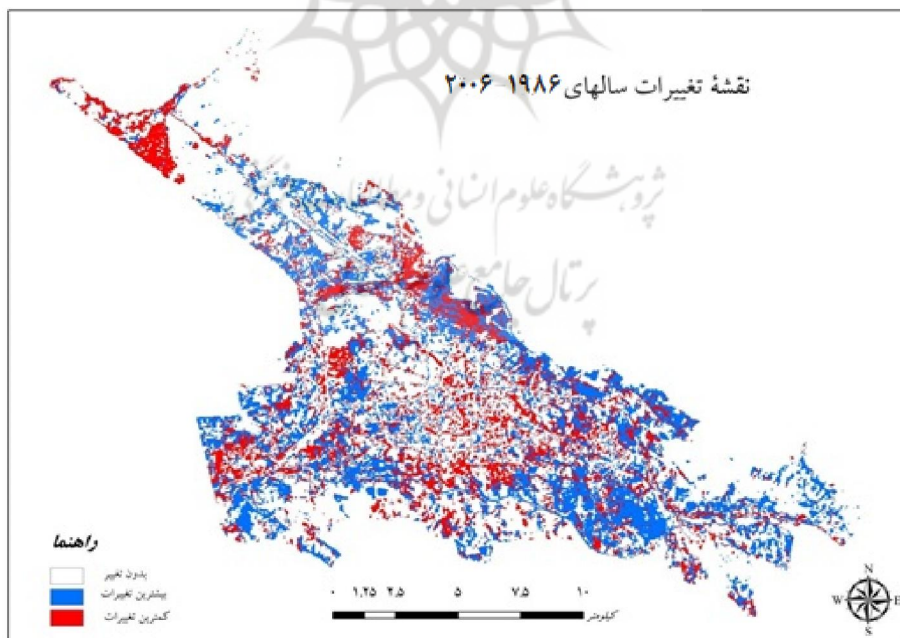 نقشهٔ تغییرات سالهای ۱۹۸۶ ۲۰۰۶
پژوهشگاه علوم انسانی و مطالعات فرهنگی
پرتال جامع علوم
N
W E
S
راهنما
بدون تغییر
بیشترین تغییرات
کمترین تغییرات
۰ ۱.۲۵ ۲.۵ ۵ ۷.۵ ۱۰
کیلومتر